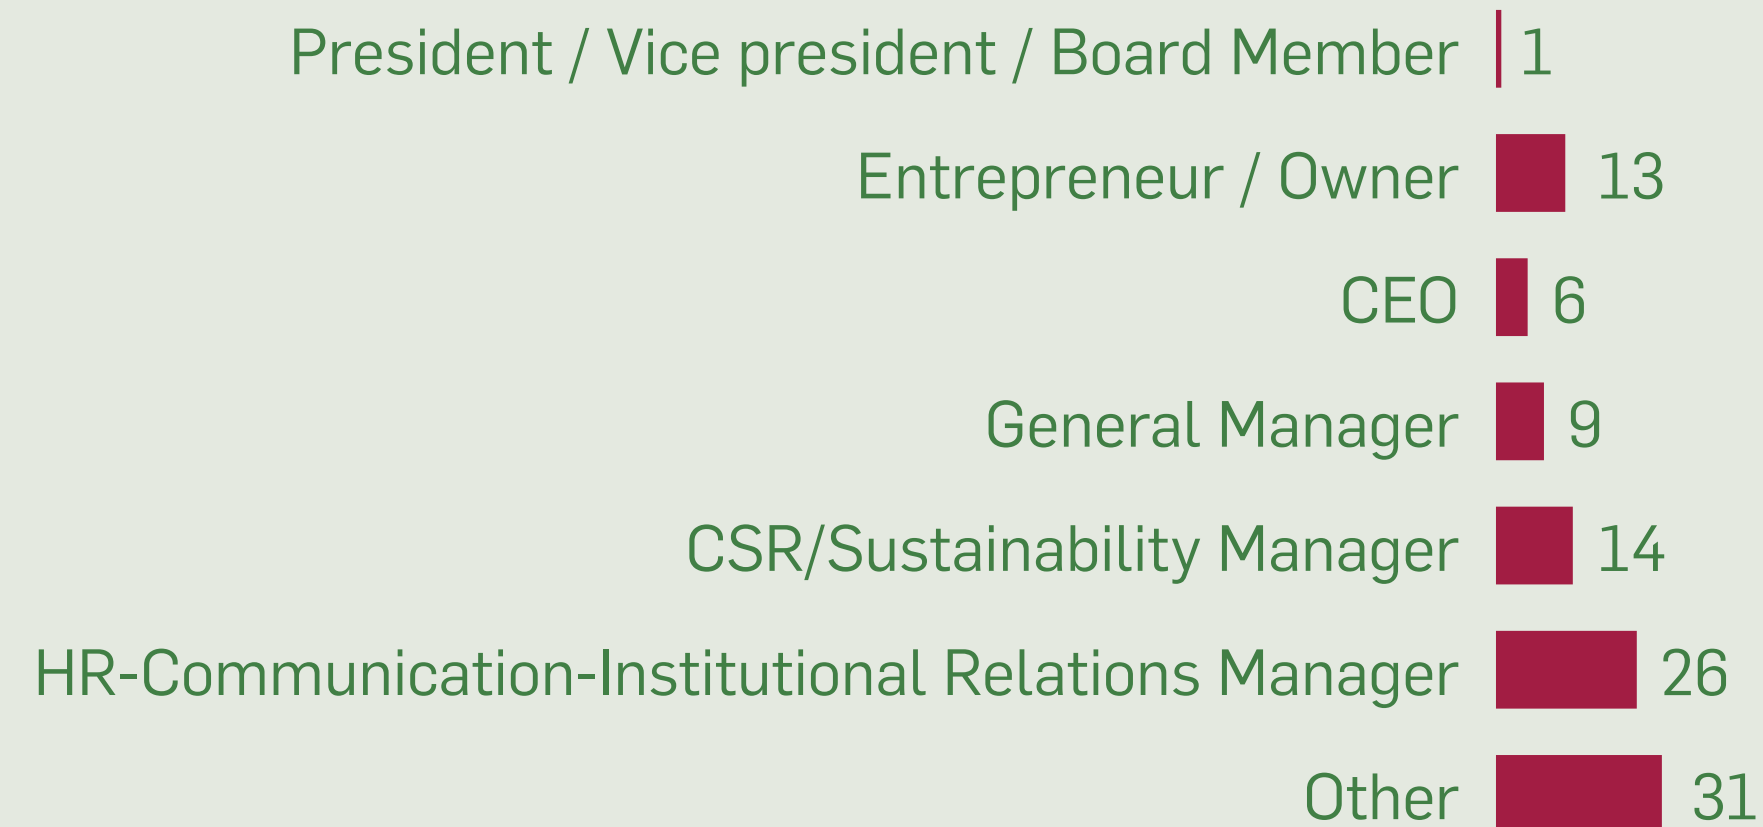 President / Vice president / Board Member 1
Entrepreneur / Owner 13
CEO 6
General Manager 9
CSR/Sustainability Manager 14
HR-Communication-Institutional Relations Manager 26
Other 31